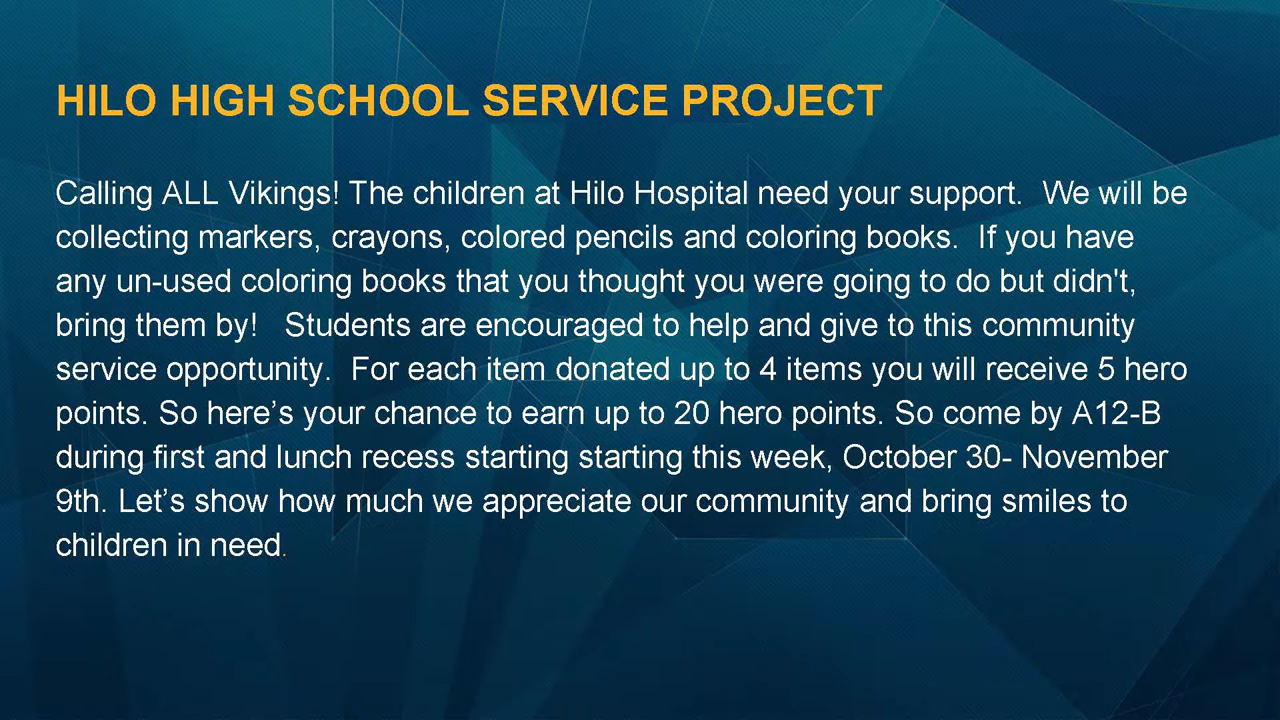 HILO HIGH SCHOOL SERVICE PROJECT
Calling ALL Vikings! The children at Hilo Hospital need your support.  We will be
collecting markers, crayons, colored pencils and coloring books.  If you have
any un-used coloring books that you thought you were going to do but didn't,
bring them by!   Students are encouraged to help and give to this community
service opportunity.  For each item donated up to 4 items you will receive 5 hero
points. So here’s your chance to earn up to 20 hero points. So come by A12-B
during first and lunch recess starting starting this week, October 30- November
9th. Let’s show how much we appreciate our community and bring smiles to
children in need.